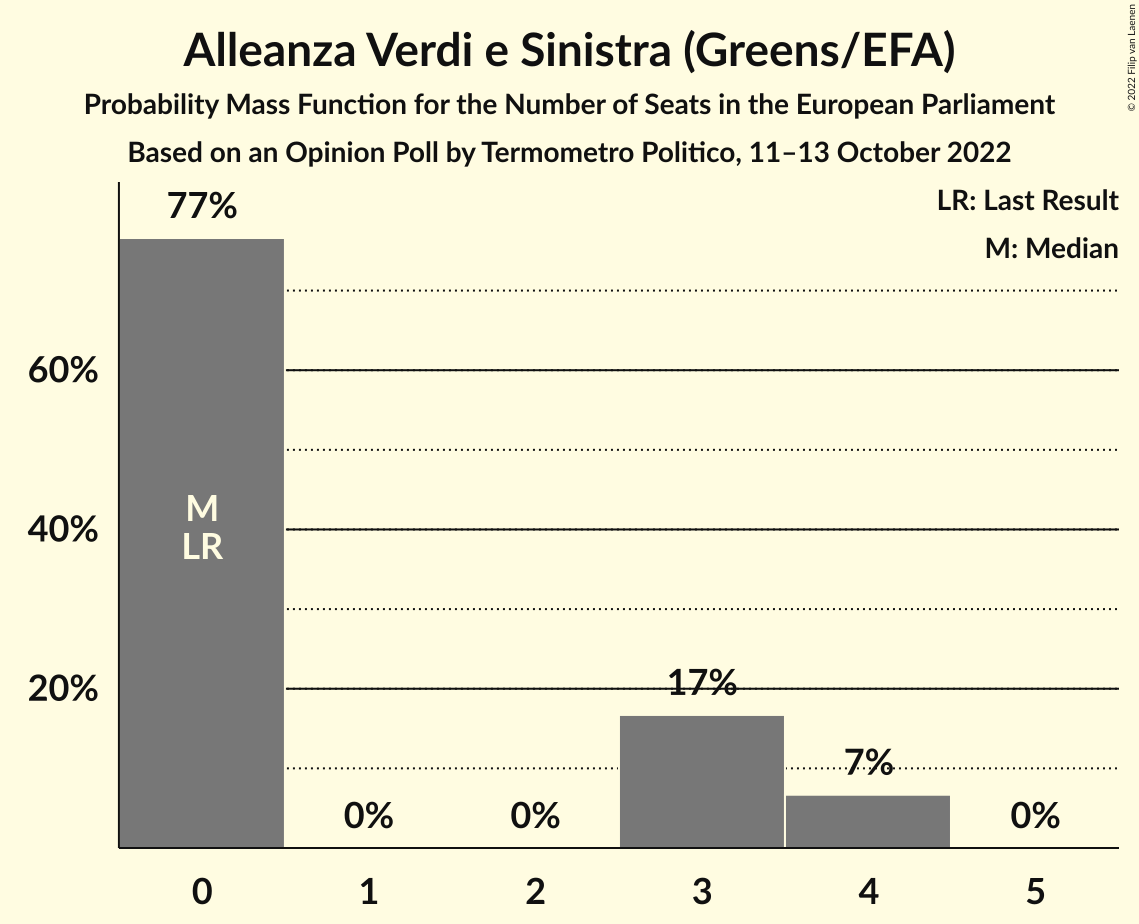 Alleanza Verdi e Sinistra (Greens/EFA)
Probability Mass Function for the Number of Seats in the European Parliament
Based on an Opinion Poll by Termometro Politico, 11–13 October 2022
© 2022 Filip van Laenen
LR: Last Result
M: Median
77%
60%
40%
20%
M
LR
0%
0%
17%
7%
0%
0
1
2
3
4
5